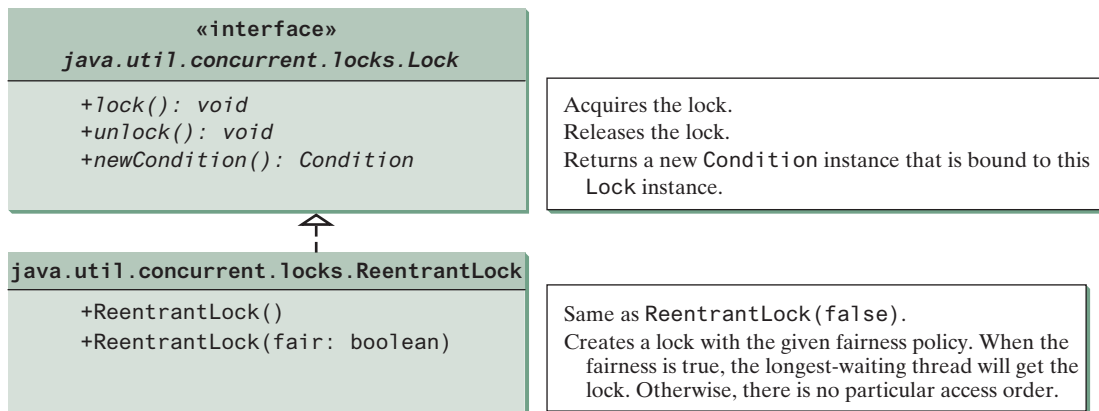 «interface»
java.util.concurrent.locks.Lock
+lock(): void
+unlock(): void
+newCondition(): Condition
Acquires the lock.
Releases the lock.
Returns a new Condition instance that is bound to this
Lock instance.
java.util.concurrent.locks.ReentrantLock
+ReentrantLock()
+ReentrantLock(fair: boolean)
Same as ReentrantLock(false).
Creates a lock with the given fairness policy. When the
fairness is true, the longest-waiting thread will get the
lock. Otherwise, there is no particular access order.